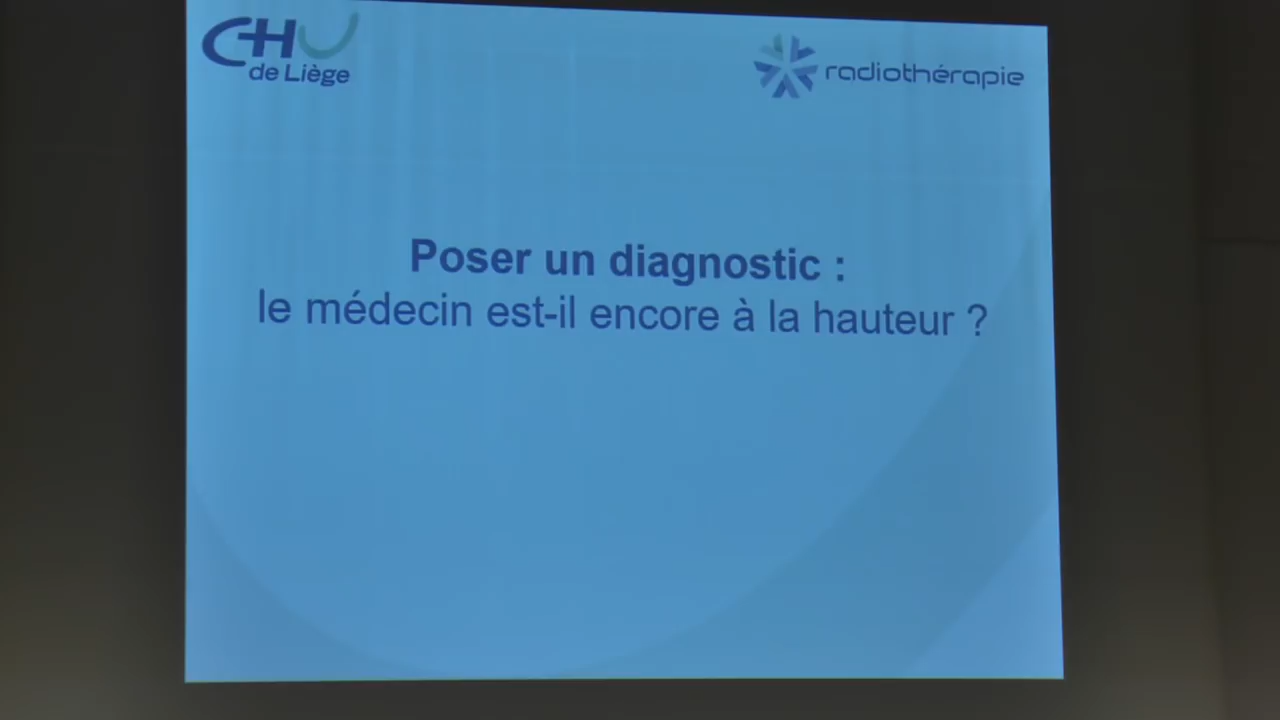 CHU
de Liège
radiothérapie
Poser un diagnostic :
le médecin est-il encore à la hauteur ?